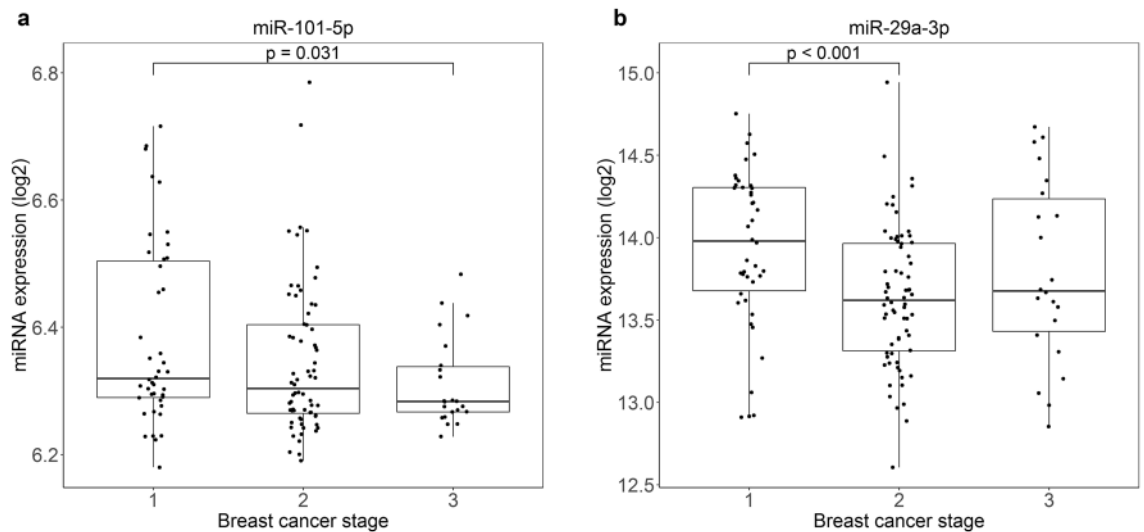 a
miR-101-5p
p = 0.031
6.8
6.6
6.4
6.2
miRNA expression (log2)
1 2 3
Breast cancer stage
b
miR-29a-3p
p < 0.001
15.0
14.5
14.0
13.5
13.0
12.5
miRNA expression (log2)
1 2 3
Breast cancer stage